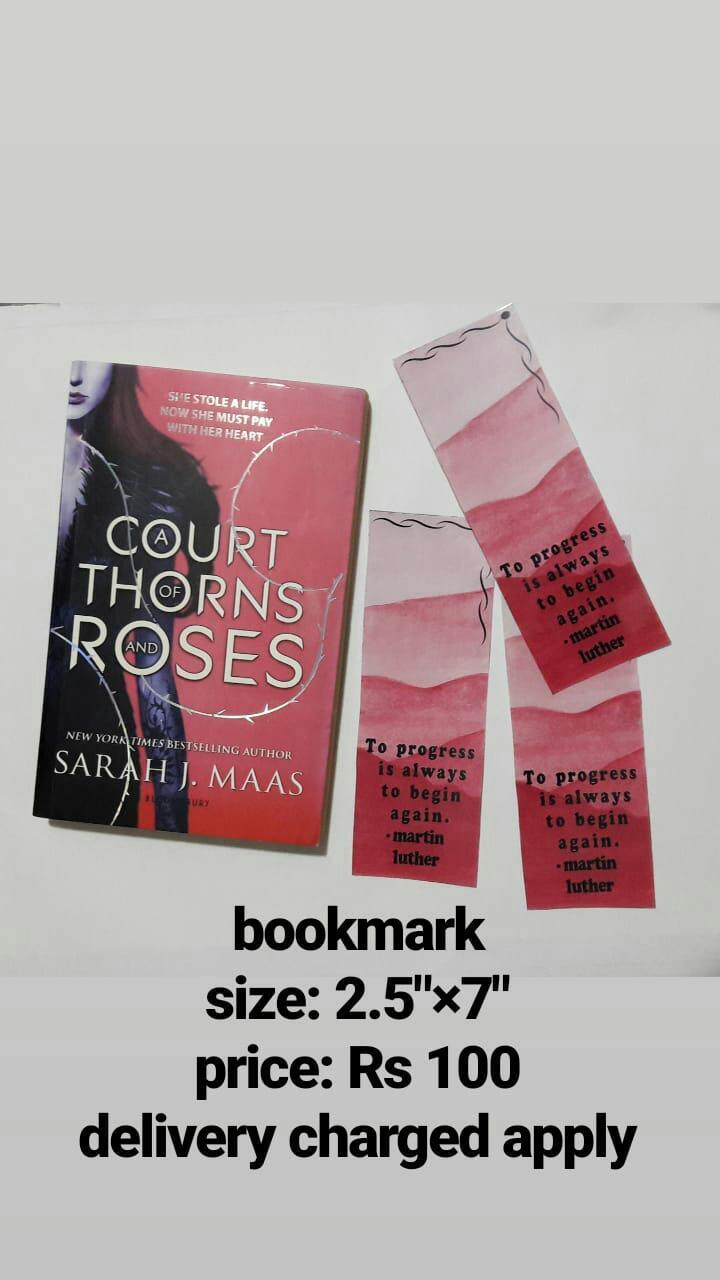 SHE STOLE A LIFE.
NOW SHE MUST PAY
WITH HER HEART
A
COURT
OF
THORNS
AND
ROSES
NEW YORK TIMES BESTSELLING AUTHOR
SARAH J. MAAS
To progress
is always
to begin
again.
-martin
luther
To progress
is always
to begin
again.
-martin
luther
To progress
is always
to begin
again.
-martin
luther
bookmark
size: 2.5"×7"
price: Rs 100
delivery charged apply